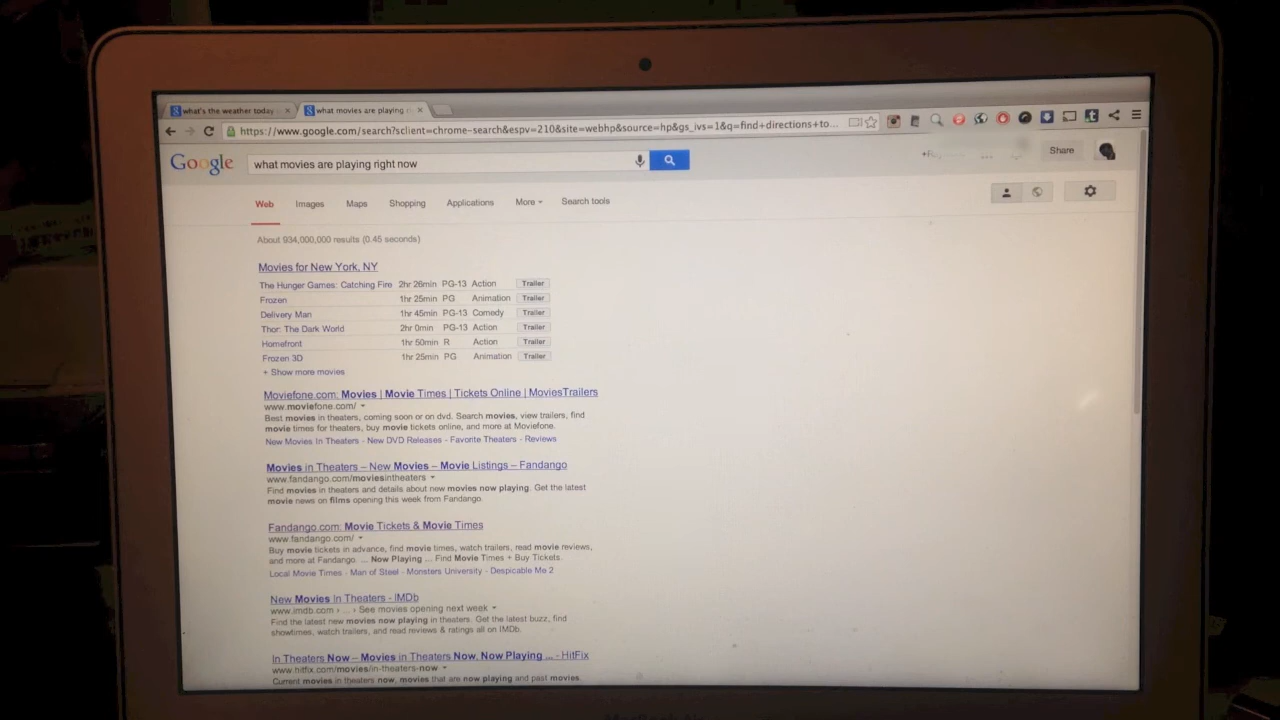 what's the weather today
what movies are playing
https://www.google.com/search?sclient=chrome-search&espv=210&site=webhp&source=hp&gs_ivs=1&q=find+directions+to...
Google
what movies are playing right now
Share
Web Images Maps Shopping Applications More Search tools
About 934,000,000 results (0.45 seconds)
Movies for New York, NY
The Hunger Games: Catching Fire 2hr 26min PG-13 Action Trailer
Frozen 1hr 25min PG Animation Trailer
Delivery Man 1hr 45min PG-13 Comedy Trailer
Thor: The Dark World 2hr 0min PG-13 Action Trailer
Homefront 1hr 50min R Action Trailer
Frozen 3D 1hr 25min PG Animation Trailer
+ Show more movies
Moviefone.com: Movies | Movie Times | Tickets Online | MoviesTrailers
www.moviefone.com/
Best movies in theaters, coming soon or on dvd. Search movies, view trailers, find
movie times for theaters, buy movie tickets online, and more at Moviefone.
New Movies In Theaters - New DVD Releases - Favorite Theaters - Reviews
Movies in Theaters – New Movies – Movie Listings – Fandango
www.fandango.com/moviesintheaters
Find movies in theaters and details about new movies now playing. Get the latest
movie news on films opening this week from Fandango.
Fandango.com: Movie Tickets & Movie Times
www.fandango.com/
Buy movie tickets in advance, find movie times, watch trailers, read movie reviews,
and more at Fandango. ... Now Playing ... Find Movie Times + Buy Tickets.
Local Movie Times - Man of Steel - Monsters University - Despicable Me 2
New Movies In Theaters - IMDb
www.imdb.com › ... › See movies opening next week
Find the latest new movies now playing in theaters. Get the latest buzz, find
showtimes, watch trailers, and read reviews & ratings all on IMDb.
In Theaters Now – Movies in Theaters Now, Now Playing ... - HitFix
www.hitfix.com/movies/in-theaters-now
Current movies in theaters now, movies that are now playing and past movies.